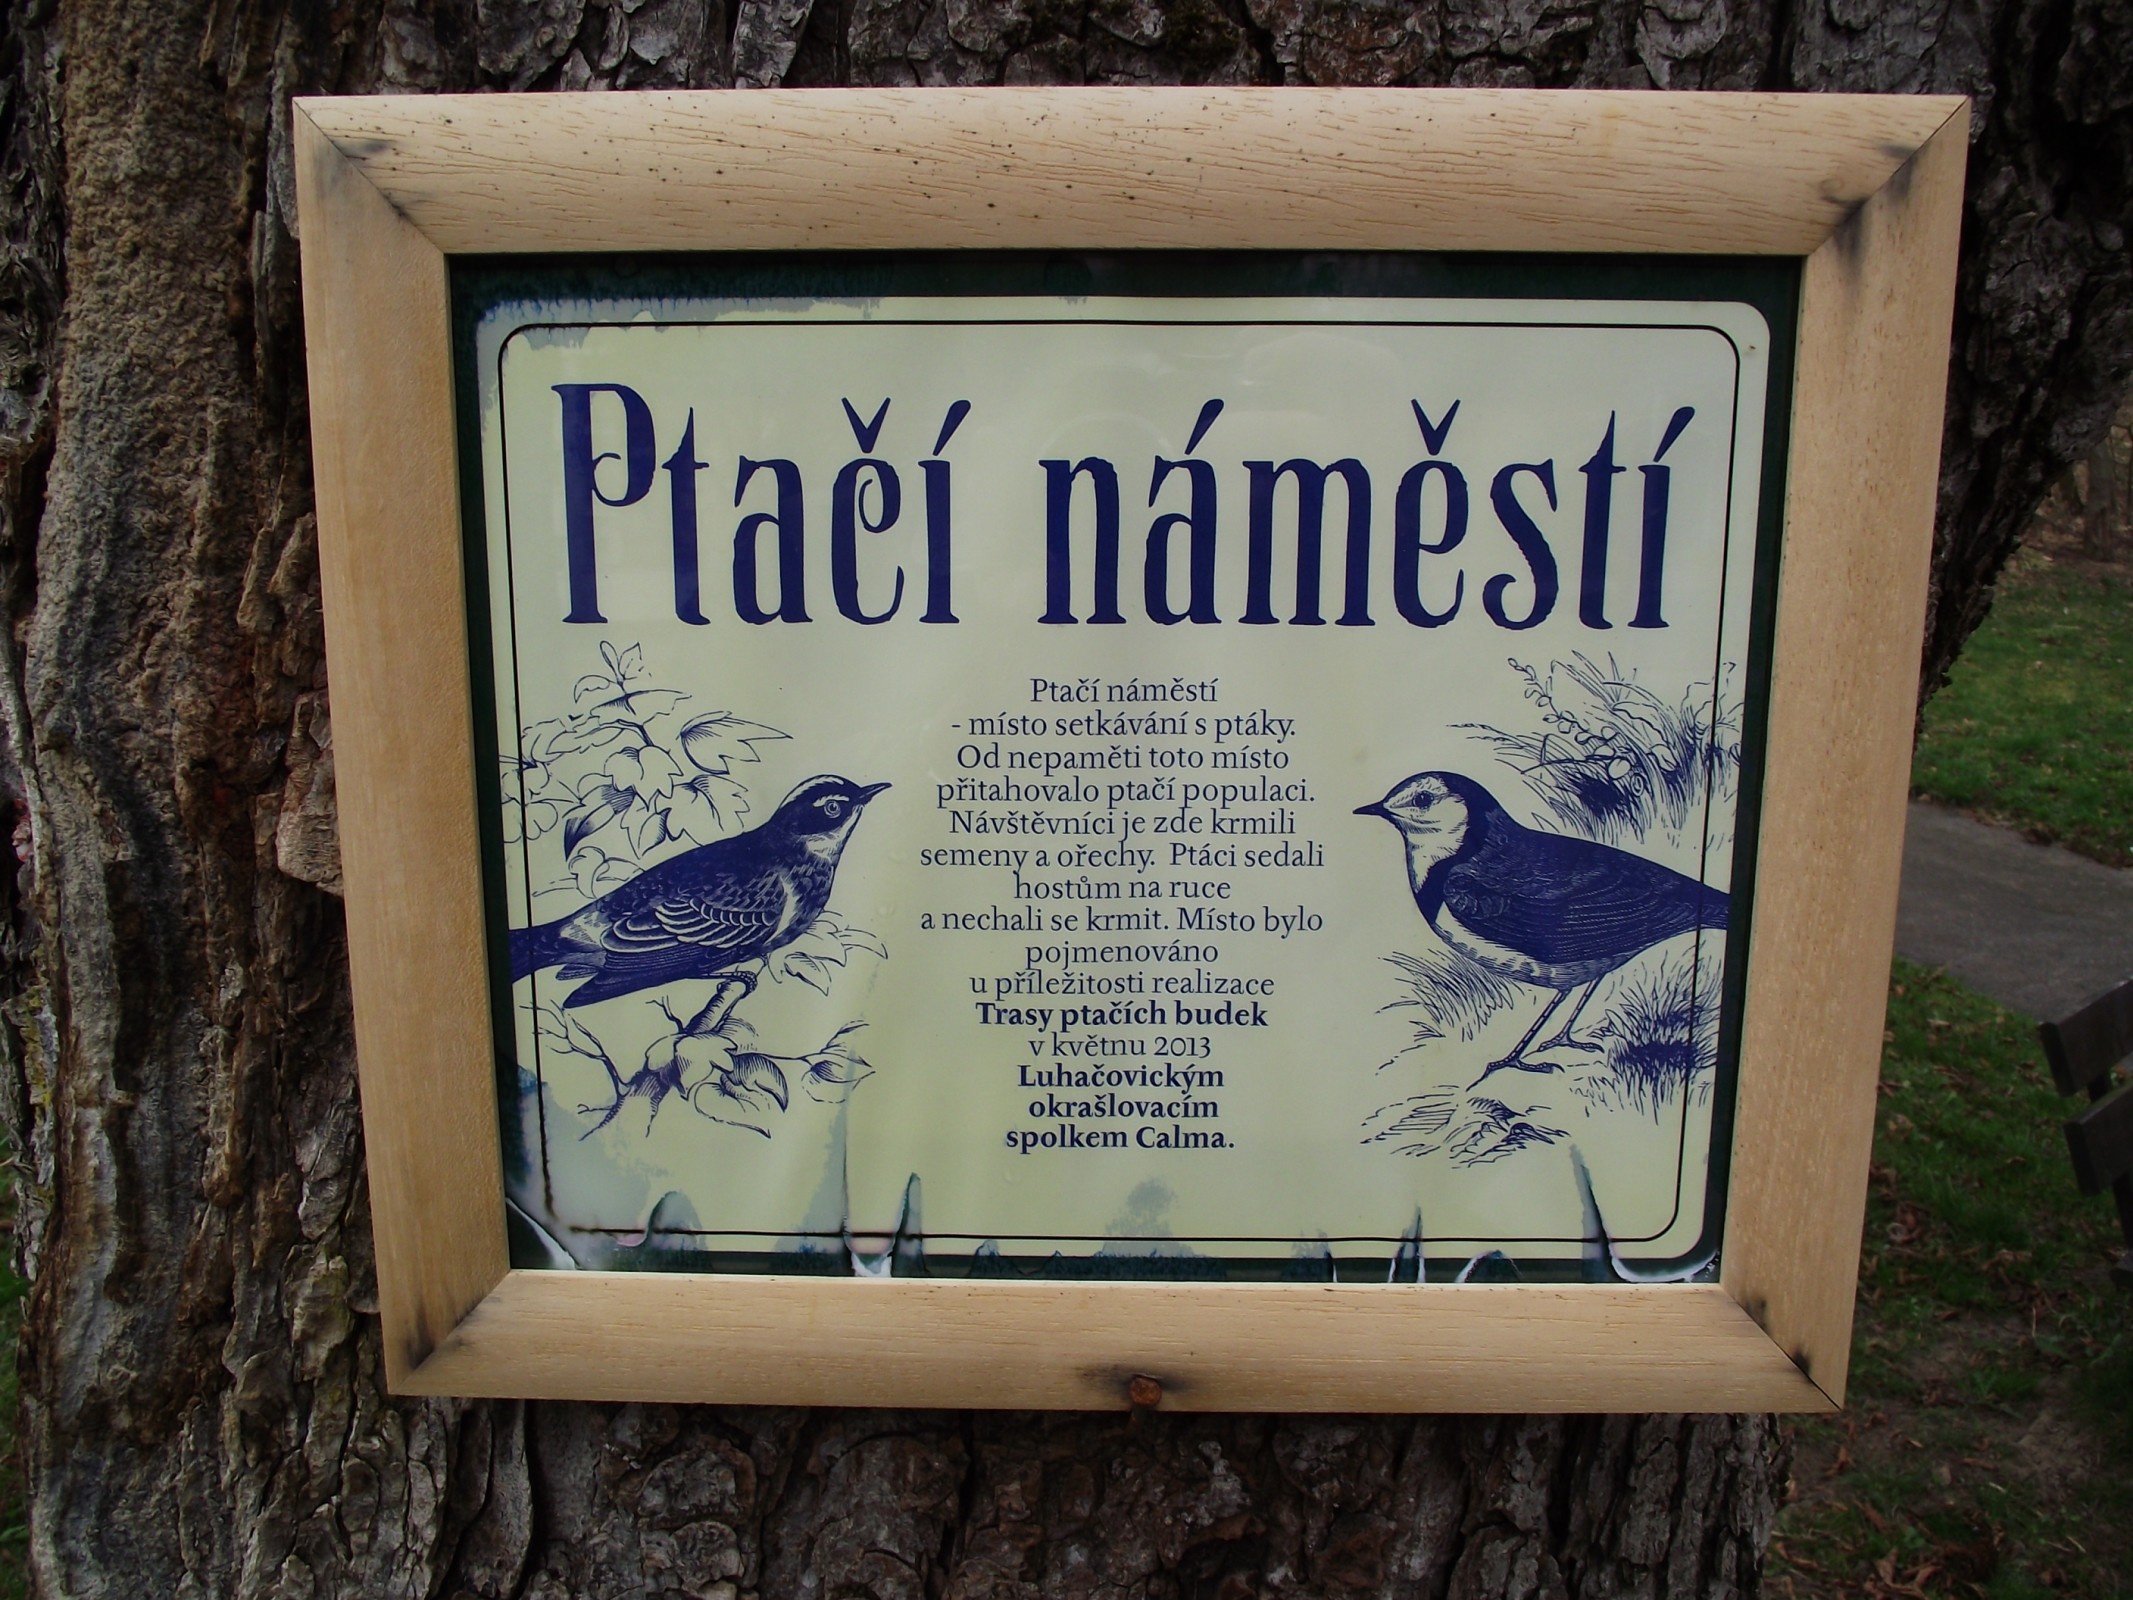 Ptačí náměstí
Ptačí náměstí
- místo setkávání s ptáky.
Od nepaměti toto místo
přitahovalo ptačí populaci.
Návštěvníci je zde krmili
semeny a ořechy. Ptáci sedali
hostům na ruce
a nechali se krmit. Místo bylo
pojmenováno
u příležitosti realizace
Trasy ptačích budek
v květnu 2013
Luhačovickým
okrašlovacím
spolkem Calma.